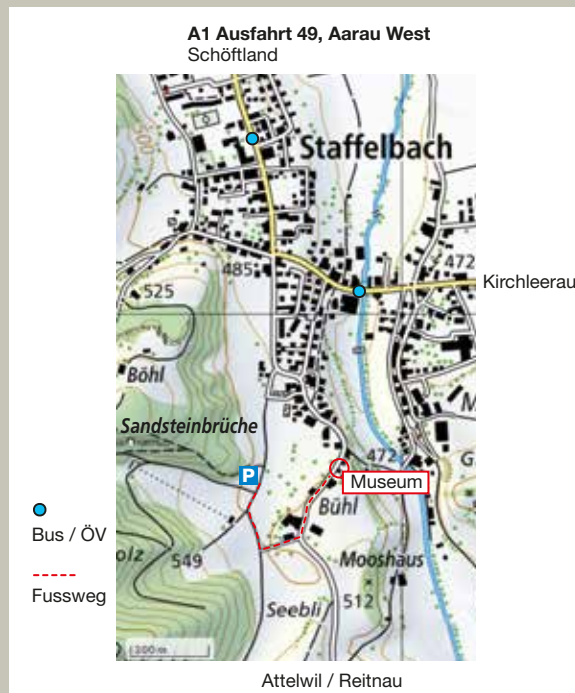 A1 Ausfahrt 49, Aarau West
Schöftland
500
Staffelbach
485
472
Kirchleerau
525
Böhl
Sandsteinbrüche
P
472
Museum
Bühl
Bus / ÖV
549
Mooshaus
Fussweg
512
Seebli
200 m
Attelwil / Reitnau